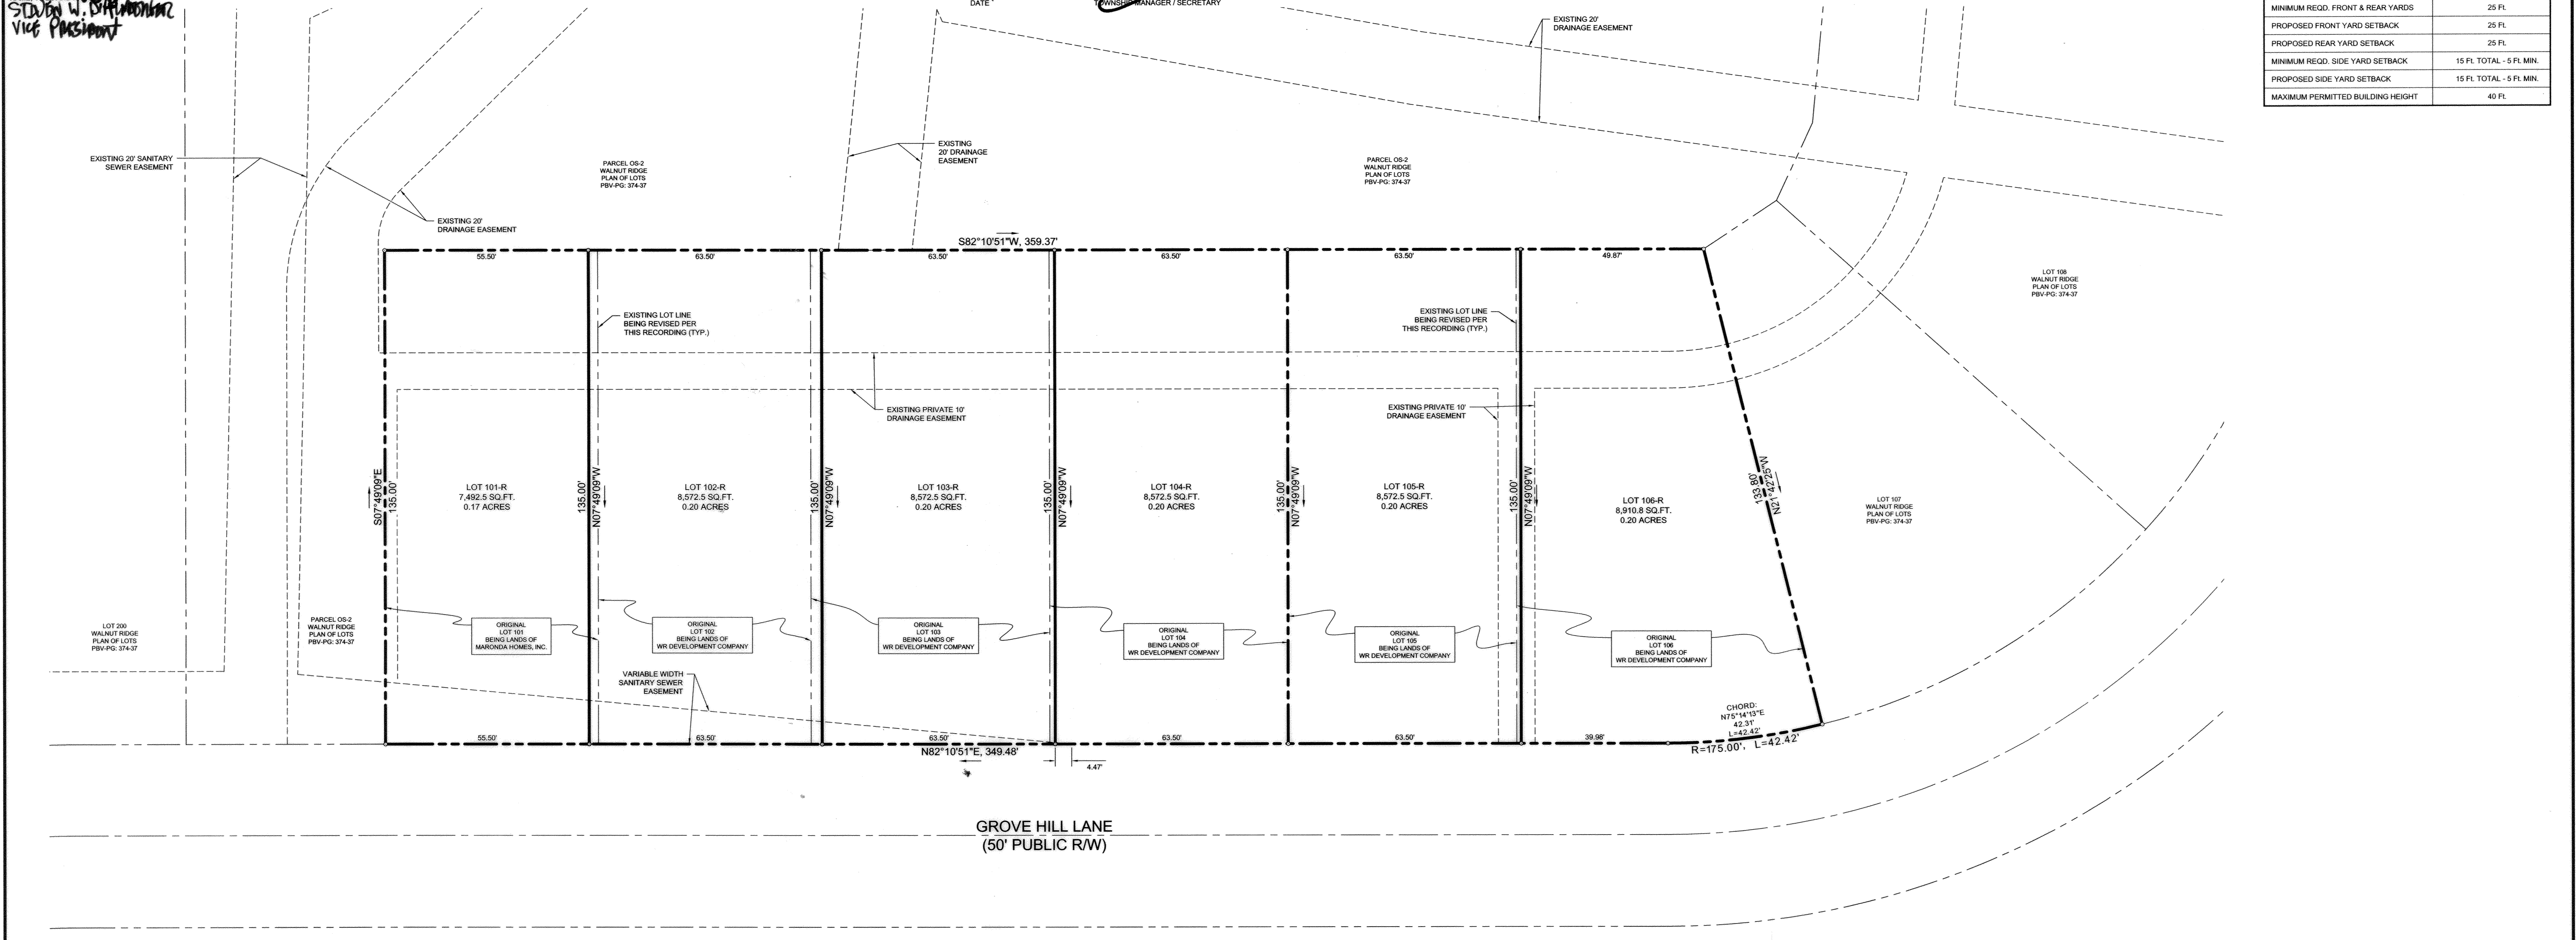 VICE President
DATE
TOWNSHIP MANAGER / SECRETARY
MINIMUM REQD. FRONT & REAR YARDS 25 Ft.
PROPOSED FRONT YARD SETBACK 25 Ft.
PROPOSED REAR YARD SETBACK 25 Ft.
MINIMUM REQD. SIDE YARD SETBACK 15 Ft. TOTAL - 5 Ft. MIN.
PROPOSED SIDE YARD SETBACK 15 Ft. TOTAL - 5 Ft. MIN.
MAXIMUM PERMITTED BUILDING HEIGHT 40 Ft.
EXISTING 20'
DRAINAGE EASEMENT
EXISTING 20' SANITARY
SEWER EASEMENT
PARCEL OS-2
WALNUT RIDGE
PLAN OF LOTS
PBV-PG: 374-37
EXISTING
20' DRAINAGE
EASEMENT
PARCEL OS-2
WALNUT RIDGE
PLAN OF LOTS
PBV-PG: 374-37
EXISTING 20'
DRAINAGE EASEMENT
S82°10'51"W, 359.37'
55.50'
63.50'
63.50'
63.50'
63.50'
49.87'
LOT 108
WALNUT RIDGE
PLAN OF LOTS
PBV-PG: 374-37
EXISTING LOT LINE
BEING REVISED PER
THIS RECORDING (TYP.)
EXISTING LOT LINE
BEING REVISED PER
THIS RECORDING (TYP.)
EXISTING PRIVATE 10'
DRAINAGE EASEMENT
EXISTING PRIVATE 10'
DRAINAGE EASEMENT
S07°49'09"E
135.00'
LOT 101-R
7,492.5 SQ.FT.
0.17 ACRES
135.00'
N07°49'09"W
LOT 102-R
8,572.5 SQ.FT.
0.20 ACRES
135.00'
N07°49'09"W
LOT 103-R
8,572.5 SQ.FT.
0.20 ACRES
135.00'
N07°49'09"W
LOT 104-R
8,572.5 SQ.FT.
0.20 ACRES
135.00'
N07°49'09"W
LOT 105-R
8,572.5 SQ.FT.
0.20 ACRES
135.00'
N07°49'09"W
LOT 106-R
8,910.8 SQ.FT.
0.20 ACRES
133.80'
N21°42'25"W
LOT 107
WALNUT RIDGE
PLAN OF LOTS
PBV-PG: 374-37
LOT 200
WALNUT RIDGE
PLAN OF LOTS
PBV-PG: 374-37
PARCEL OS-2
WALNUT RIDGE
PLAN OF LOTS
PBV-PG: 374-37
ORIGINAL
LOT 101
BEING LANDS OF
MARONDA HOMES, INC.
ORIGINAL
LOT 102
BEING LANDS OF
WR DEVELOPMENT COMPANY
ORIGINAL
LOT 103
BEING LANDS OF
WR DEVELOPMENT COMPANY
ORIGINAL
LOT 104
BEING LANDS OF
WR DEVELOPMENT COMPANY
ORIGINAL
LOT 105
BEING LANDS OF
WR DEVELOPMENT COMPANY
ORIGINAL
LOT 106
BEING LANDS OF
WR DEVELOPMENT COMPANY
VARIABLE WIDTH
SANITARY SEWER
EASEMENT
CHORD:
N75°14'13"E
42.31'
L=42.42'
55.50'
63.50'
63.50'
63.50'
63.50'
39.98'
R=175.00', L=42.42'
N82°10'51"E, 349.48'
4.47'
GROVE HILL LANE
(50' PUBLIC R/W)